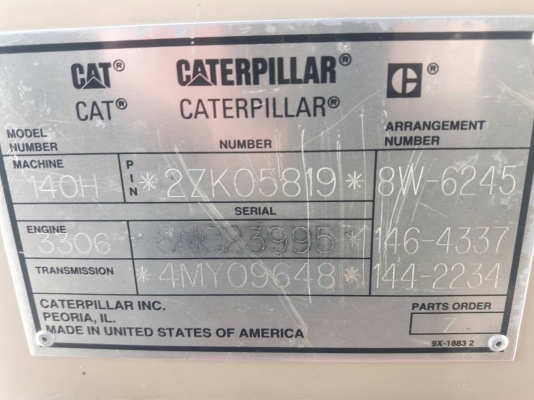 CAT® CATERPILLAR® C®
CAT® CATERPILLAR®
MODEL NUMBER NUMBER ARRANGEMENT NUMBER
MACHINE 140H PIN *2ZK05819* 8W-6245
SERIAL
ENGINE 3306 146-4337
TRANSMISSION *4MY09648* 144-2234
CATERPILLAR INC. PARTS ORDER
PEORIA, IL. Z
MADE IN UNITED STATES OF AMERICA
9X-1883 2